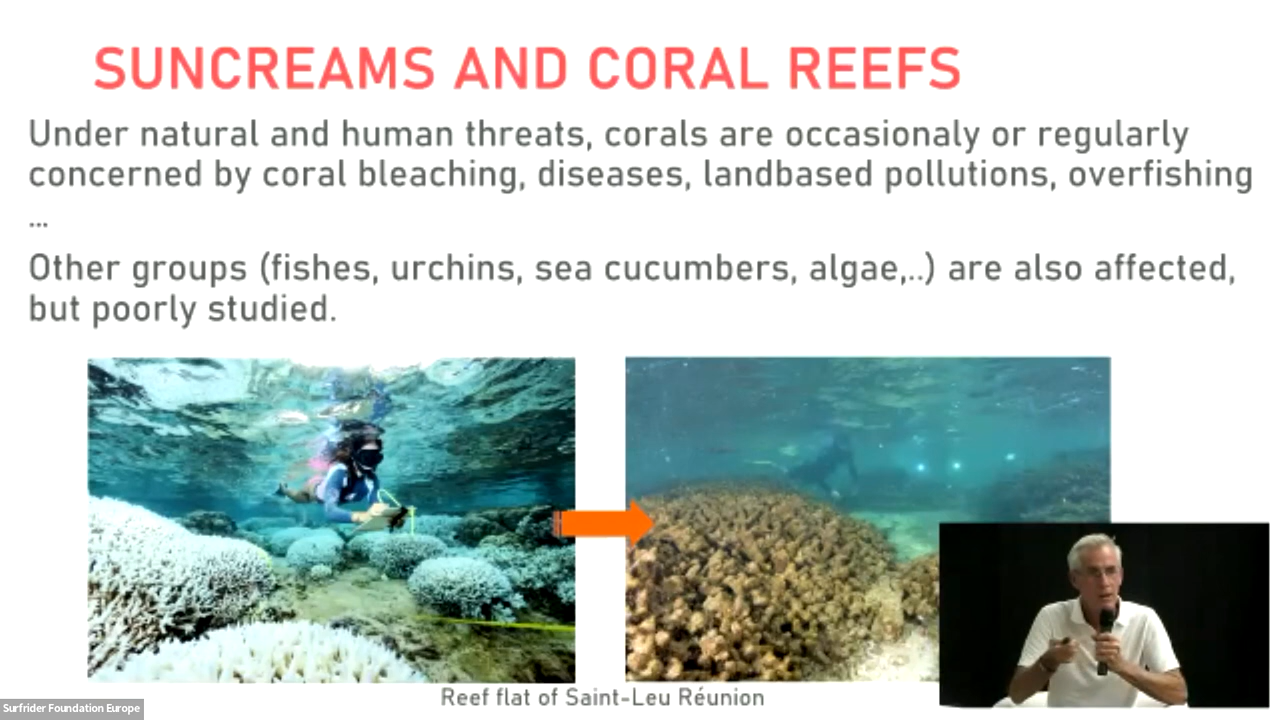 SUNCREAMS AND CORAL REEFS
Under natural and human threats, corals are occasionaly or regularly
concerned by coral bleaching, diseases, landbased pollutions, overfishing
...
Other groups (fishes, urchins, sea cucumbers, algae,..) are also affected,
but poorly studied.
Reef flat of Saint-Leu Réunion
Surfrider Foundation Europe